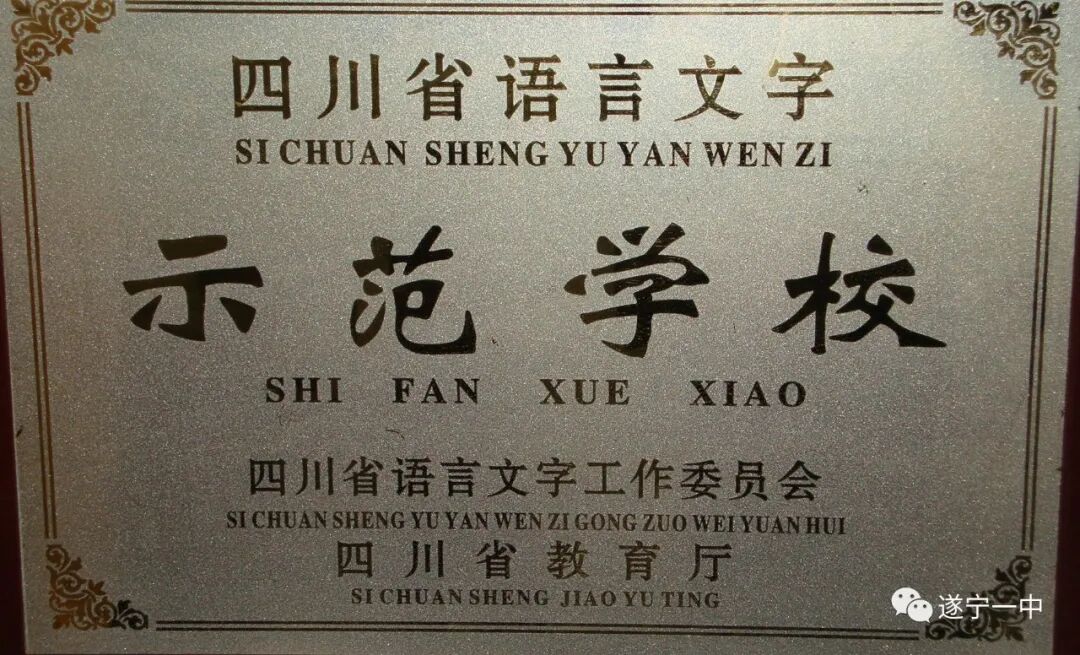 四川省语言文字
SI CHUAN SHENG YU YAN WEN ZI
示范学校
SHI FAN XUE XIAO
四川省语言文字工作委员会
SI CHUAN SHENG YU YAN WEN ZI GONG ZUO WEI YUAN HUI
四川省教育厅
SI CHUAN SHENG JIAO YU TING
遂宁一中